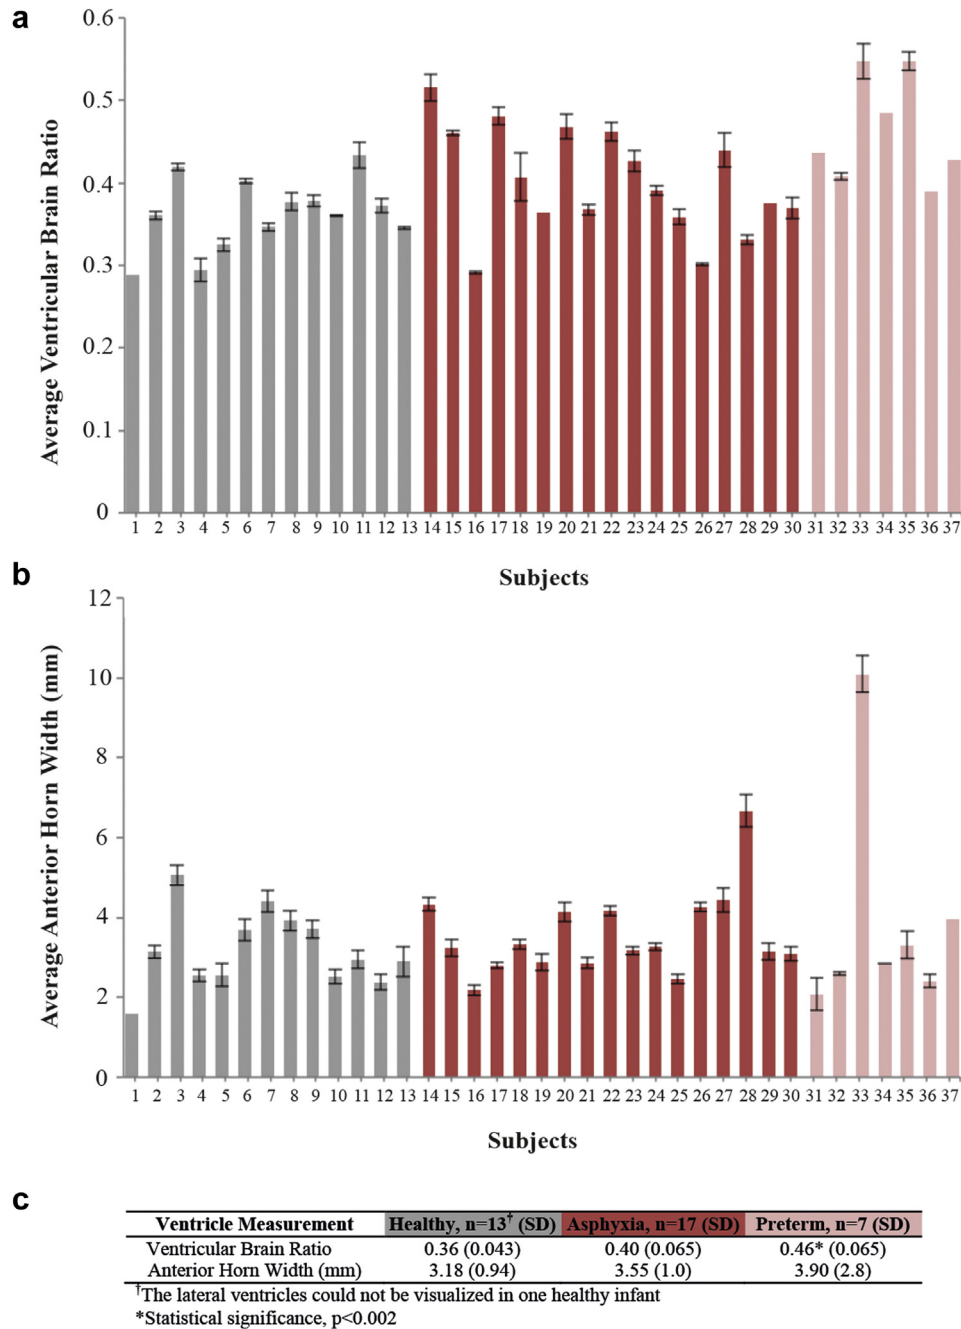 a
0.6
0.5
0.4
0.3
0.2
0.1
0
Average Ventricular Brain Ratio
1 2 3 4 5 6 7 8 9 10 11 12 13 14 15 16 17 18 19 20 21 22 23 24 25 26 27 28 29 30 31 32 33 34 35 36 37
Subjects
b
12
10
8
6
4
2
0
Average Anterior Horn Width (mm)
1 2 3 4 5 6 7 8 9 10 11 12 13 14 15 16 17 18 19 20 21 22 23 24 25 26 27 28 29 30 31 32 33 34 35 36 37
Subjects
c
Ventricle Measurement Healthy, n=13† (SD) Asphyxia, n=17 (SD) Preterm, n=7 (SD)
Ventricular Brain Ratio 0.36 (0.043) 0.40 (0.065) 0.46* (0.065)
Anterior Horn Width (mm) 3.18 (0.94) 3.55 (1.0) 3.90 (2.8)
†The lateral ventricles could not be visualized in one healthy infant
*Statistical significance, p<0.002